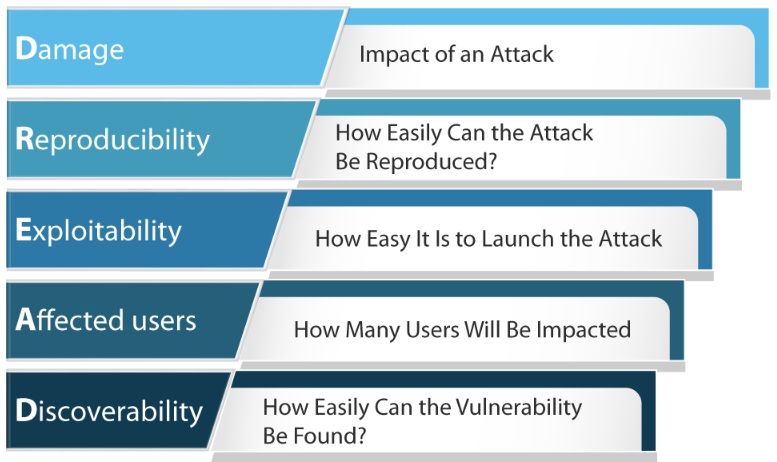 Damage
Impact of an Attack
Reproducibility
How Easily Can the Attack
Be Reproduced?
Exploitability
How Easy It Is to Launch the Attack
Affected users
How Many Users Will Be Impacted
Discoverability
How Easily Can the Vulnerability
Be Found?